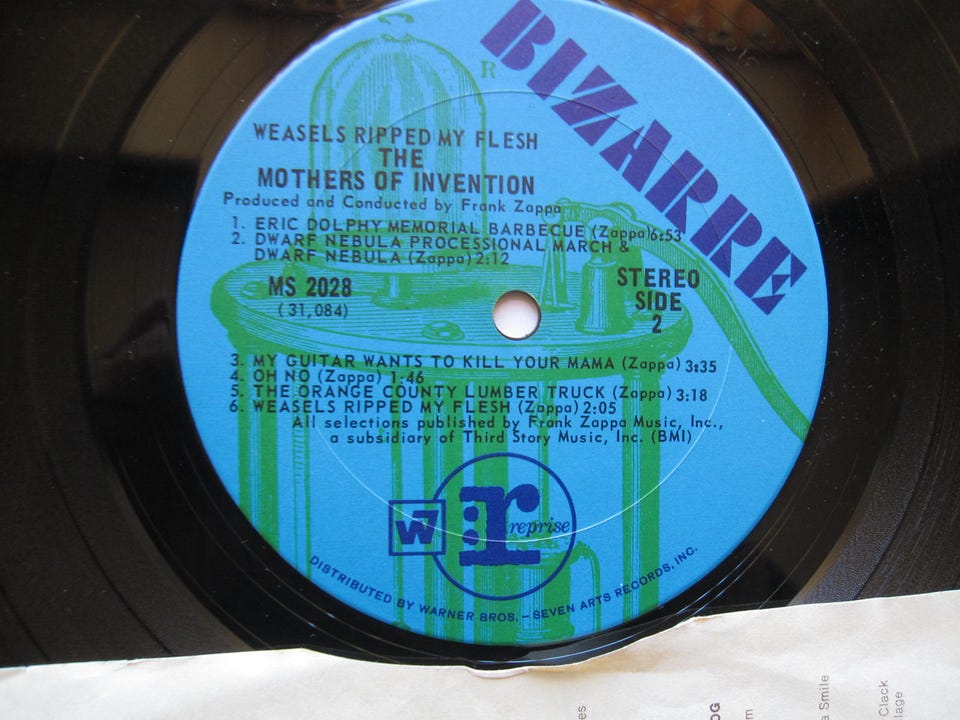 BIZARRE
R
WEASELS RIPPED MY FLESH
THE
MOTHERS OF INVENTION
Produced and Conducted by Frank Zappa
1. ERIC DOLPHY MEMORIAL BARBECUE (Zappa) 6:53
2. DWARF NEBULA PROCESSIONAL MARCH &
DWARF NEBULA (Zappa) 2:12
MS 2028
(31,084)
STEREO
SIDE
2
3. MY GUITAR WANTS TO KILL YOUR MAMA (Zappa) 3:35
4. OH NO (Zappa) 1:46
5. THE ORANGE COUNTY LUMBER TRUCK (Zappa) 3:18
6. WEASELS RIPPED MY FLESH (Zappa) 2:05
All selections published by Frank Zappa Music, Inc.,
a subsidiary of Third Story Music, Inc. (BMI)
W7
r reprise
DISTRIBUTED BY WARNER BROS. – SEVEN ARTS RECORDS, INC.
Smile
Clack